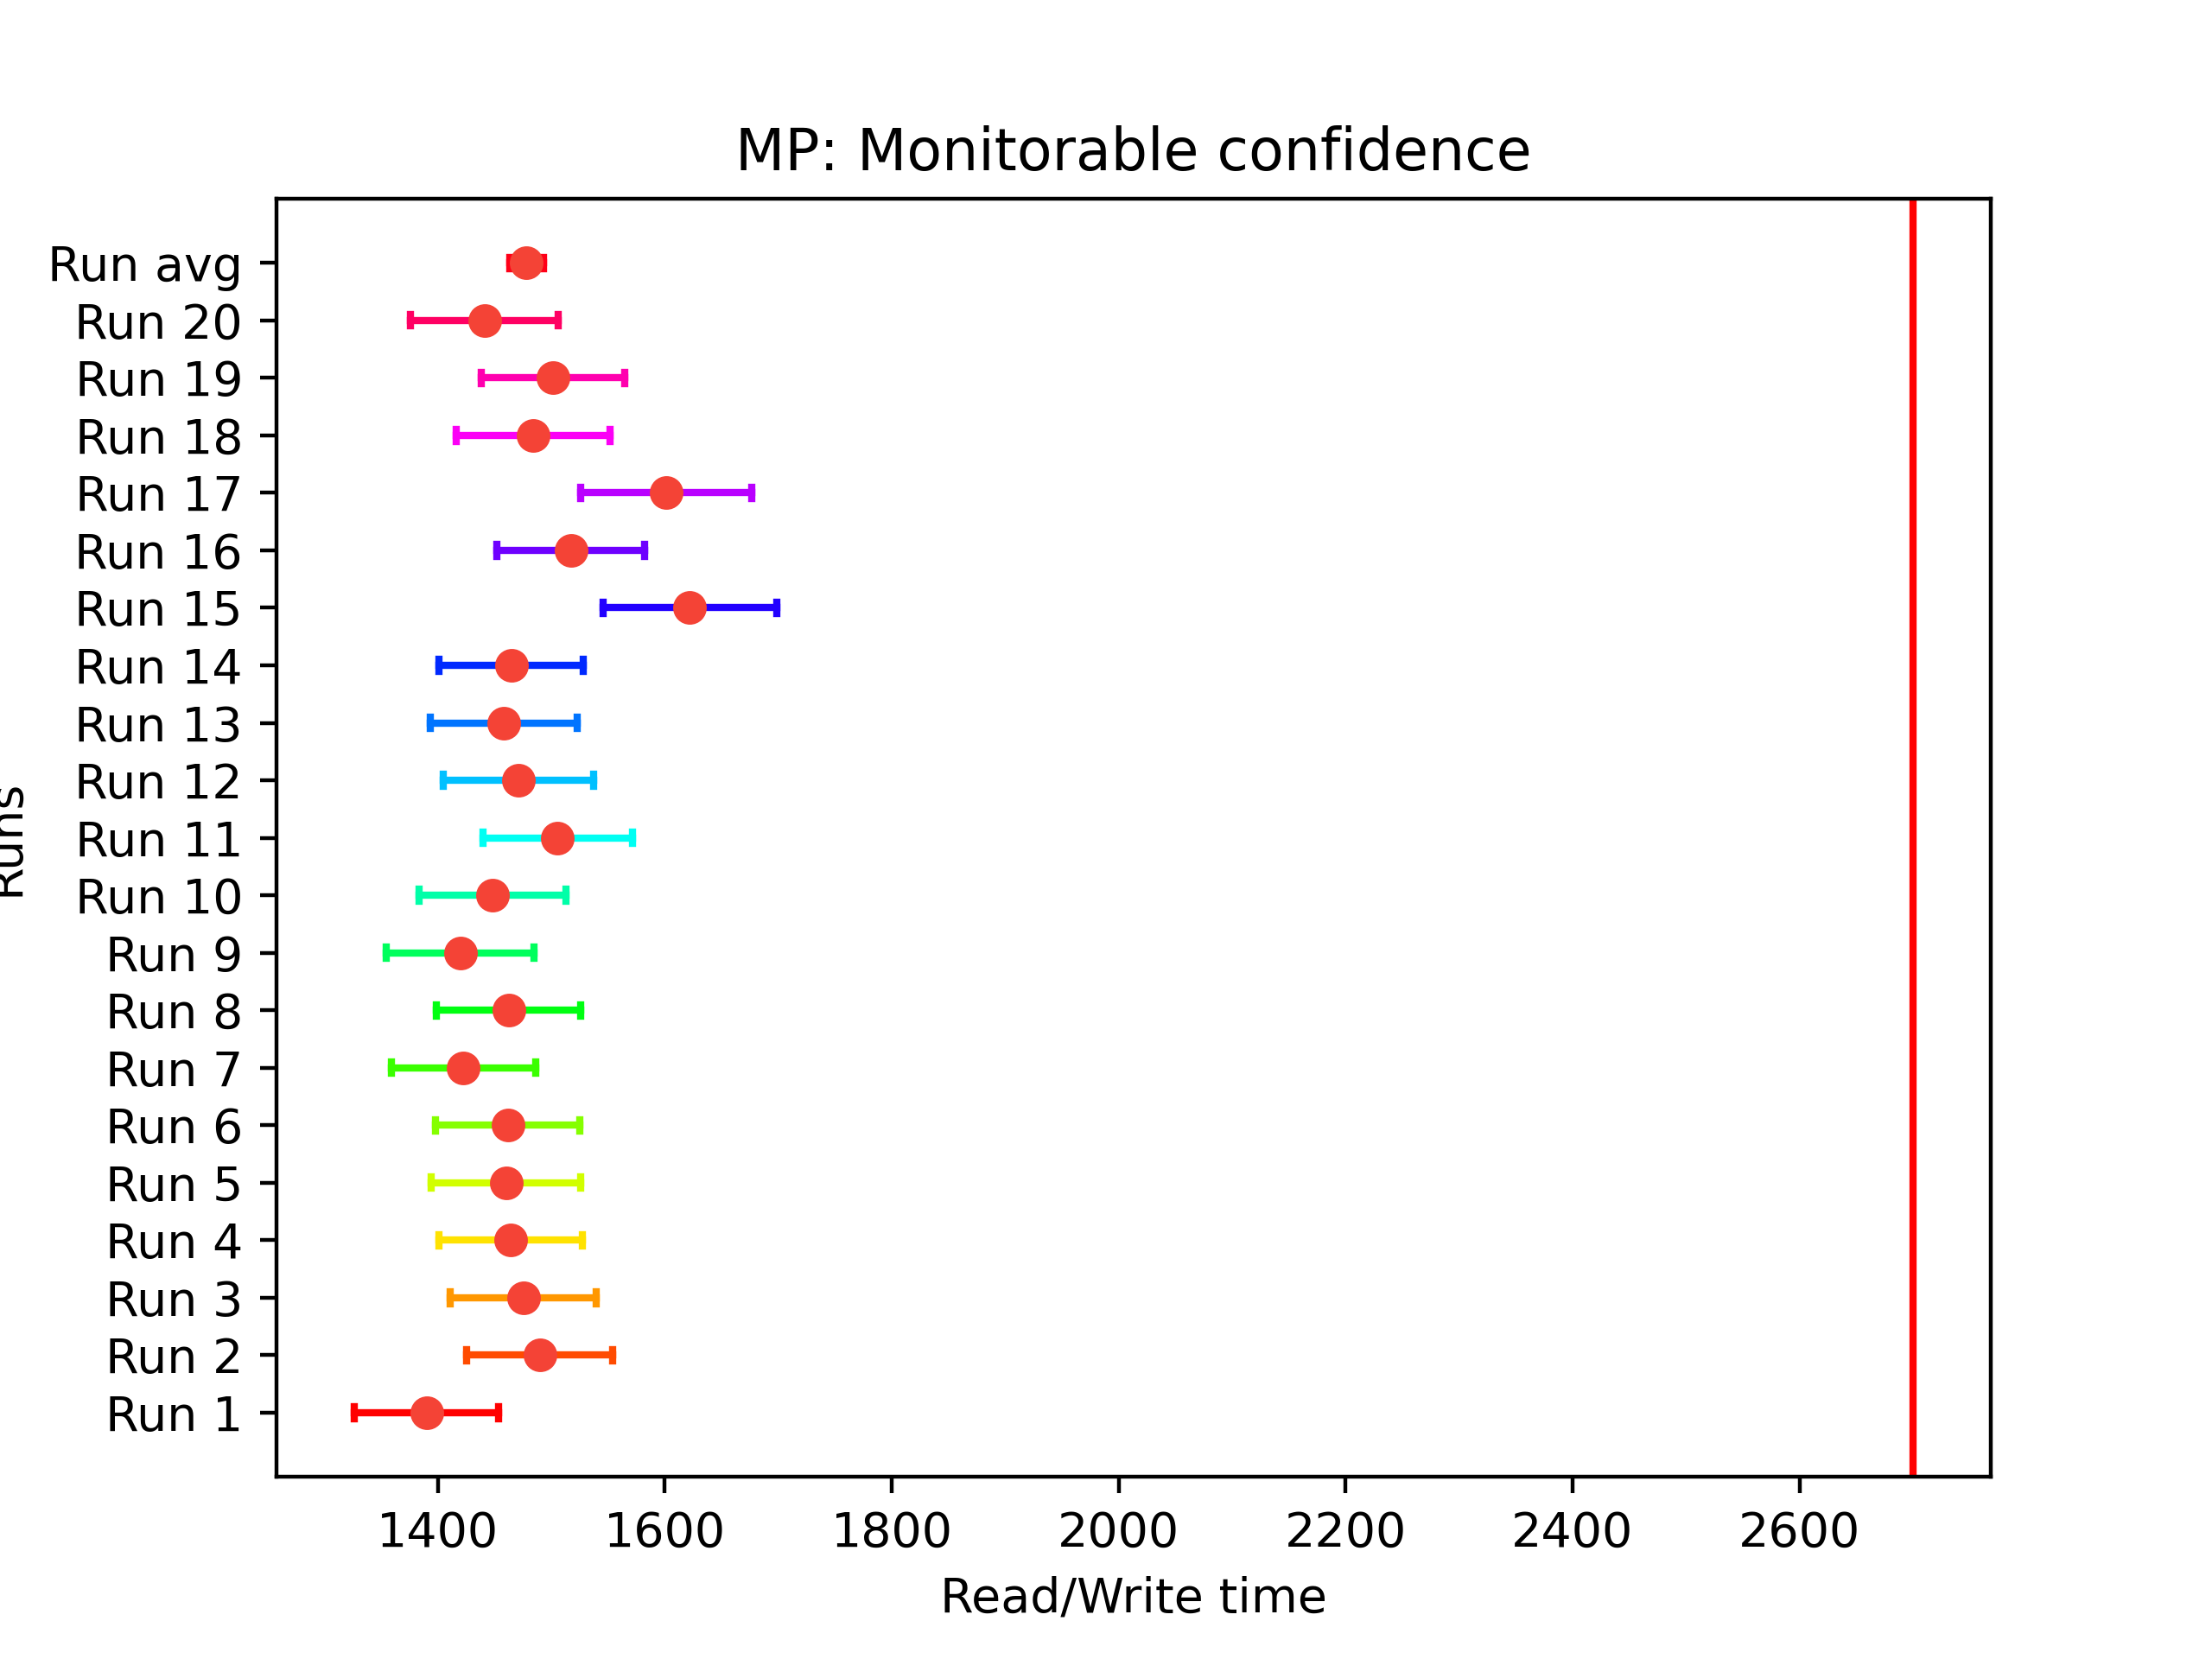 MP: Monitorable confidence
Run avg
Run 20
Run 19
Run 18
Run 17
Run 16
Run 15
Run 14
Run 13
Run 12
Run 11
Run 10
Run 9
Run 8
Run 7
Run 6
Run 5
Run 4
Run 3
Run 2
Run 1
Runs
1400 1600 1800 2000 2200 2400 2600
Read/Write time